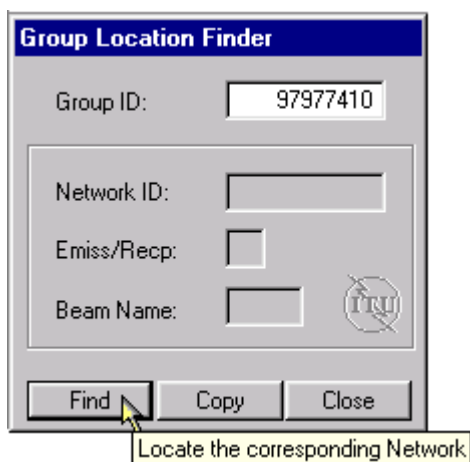 Group Location Finder
Group ID: 97977410
Network ID:
Emiss/Recp:
Beam Name:
ITU
Find Copy Close
Locate the corresponding Network